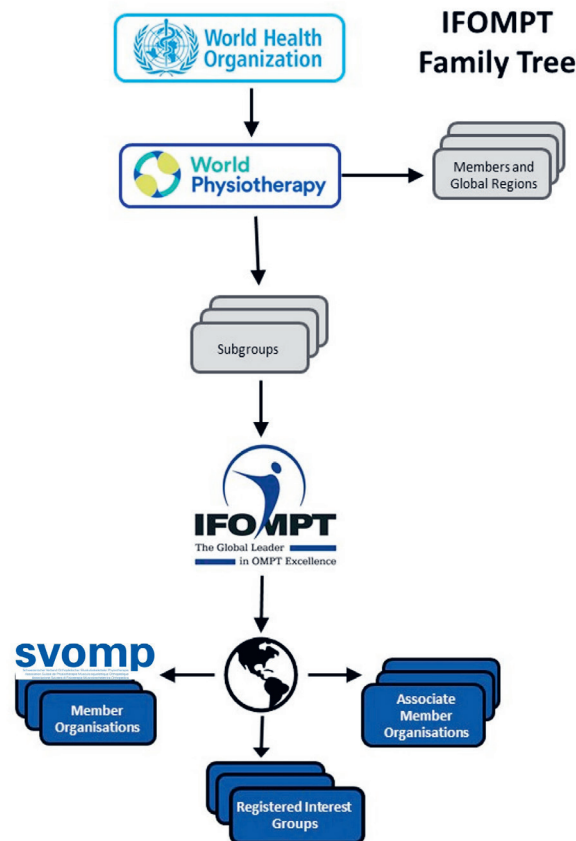 IFOMPT
Family Tree
World Health
Organization
World
Physiotherapy
Members and
Global Regions
Subgroups
IFOMPT
The Global Leader
in OMPT Excellence
svomp
Member
Organisations
Associate
Member
Organisations
Registered Interest
Groups